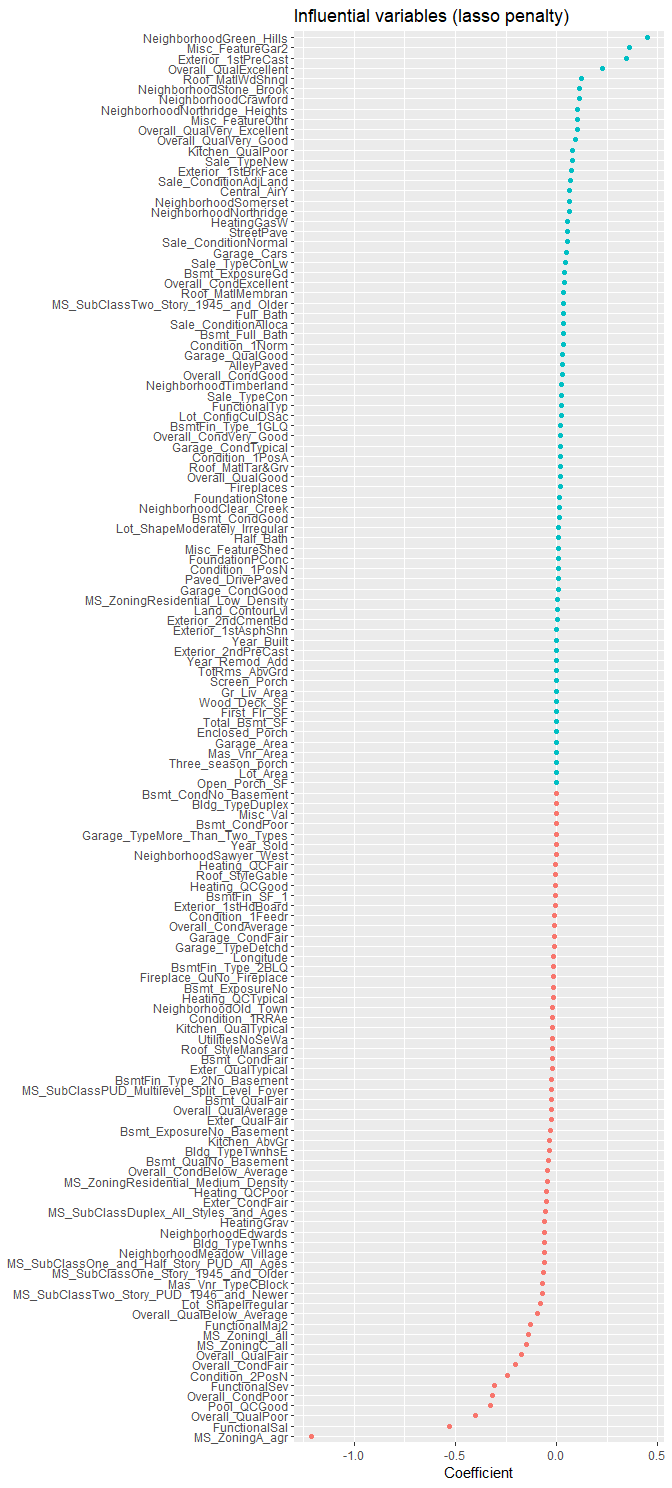 Influential variables (lasso penalty)
NeighborhoodGreen_Hills
Misc_FeatureGar2
Exterior_1stPreCast
Overall_QualExcellent
Roof_MatlWdShngl
NeighborhoodStone_Brook
NeighborhoodCrawford
NeighborhoodNorthridge_Heights
Misc_FeatureOthr
Overall_QualVery_Excellent
Overall_QualVery_Good
Kitchen_QualPoor
Sale_TypeNew
Exterior_1stBrkFace
Sale_ConditionAdjLand
Central_AirY
NeighborhoodSomerset
NeighborhoodNorthridge
HeatingGasW
StreetPave
Sale_ConditionNormal
Garage_Cars
Sale_TypeConLw
Bsmt_ExposureGd
Overall_CondExcellent
Roof_MatlMembran
MS_SubClassTwo_Story_1945_and_Older
Full_Bath
Sale_ConditionAlloca
Bsmt_Full_Bath
Condition_1Norm
Garage_QualGood
AlleyPaved
Overall_CondGood
NeighborhoodTimberland
Sale_TypeCon
FunctionalTyp
Lot_ConfigCulDSac
BsmtFin_Type_1GLQ
Overall_CondVery_Good
Garage_CondTypical
Condition_1PosA
Roof_MatlTar&Grv
Overall_QualGood
Fireplaces
FoundationStone
NeighborhoodClear_Creek
Bsmt_CondGood
Lot_ShapeModerately_Irregular
Half_Bath
Misc_FeatureShed
FoundationPConc
Condition_1PosN
Paved_DrivePaved
Garage_CondGood
MS_ZoningResidential_Low_Density
Land_ContourLvl
Exterior_2ndCmentBd
Exterior_1stAsphShn
Year_Built
Exterior_2ndPreCast
Year_Remod_Add
TotRms_AbvGrd
Screen_Porch
Gr_Liv_Area
Wood_Deck_SF
First_Flr_SF
Total_Bsmt_SF
Enclosed_Porch
Garage_Area
Mas_Vnr_Area
Three_season_porch
Lot_Area
Open_Porch_SF
Bsmt_CondNo_Basement
Bldg_TypeDuplex
Misc_Val
Bsmt_CondPoor
Garage_TypeMore_Than_Two_Types
Year_Sold
NeighborhoodSawyer_West
Heating_QCFair
Roof_StyleGable
Heating_QCGood
BsmtFin_SF_1
Exterior_1stHdBoard
Condition_1Feedr
Overall_CondAverage
Garage_CondFair
Garage_TypeDetchd
Longitude
BsmtFin_Type_2BLQ
Fireplace_QuNo_Fireplace
Bsmt_ExposureNo
Heating_QCTypical
NeighborhoodOld_Town
Condition_1RRAe
Kitchen_QualTypical
UtilitiesNoSeWa
Roof_StyleMansard
Bsmt_CondFair
Exter_QualTypical
BsmtFin_Type_2No_Basement
MS_SubClassPUD_Multilevel_Split_Level_Foyer
Bsmt_QualFair
Overall_QualAverage
Exter_QualFair
Bsmt_ExposureNo_Basement
Kitchen_AbvGr
Bldg_TypeTwnhsE
Bsmt_QualNo_Basement
Overall_CondBelow_Average
MS_ZoningResidential_Medium_Density
Heating_QCPoor
Exter_CondFair
MS_SubClassDuplex_All_Styles_and_Ages
HeatingGrav
NeighborhoodEdwards
Bldg_TypeTwnhs
NeighborhoodMeadow_Village
MS_SubClassOne_and_Half_Story_PUD_All_Ages
MS_SubClassOne_Story_1945_and_Older
Mas_Vnr_TypeCBlock
MS_SubClassTwo_Story_PUD_1946_and_Newer
Lot_ShapeIrregular
Overall_QualBelow_Average
FunctionalMaj2
MS_ZoningI_all
MS_ZoningC_all
Overall_QualFair
Overall_CondFair
Condition_2PosN
FunctionalSev
Overall_CondPoor
Pool_QCGood
Overall_QualPoor
FunctionalSal
MS_ZoningA_agr
-1.0 -0.5 0.0 0.5
Coefficient